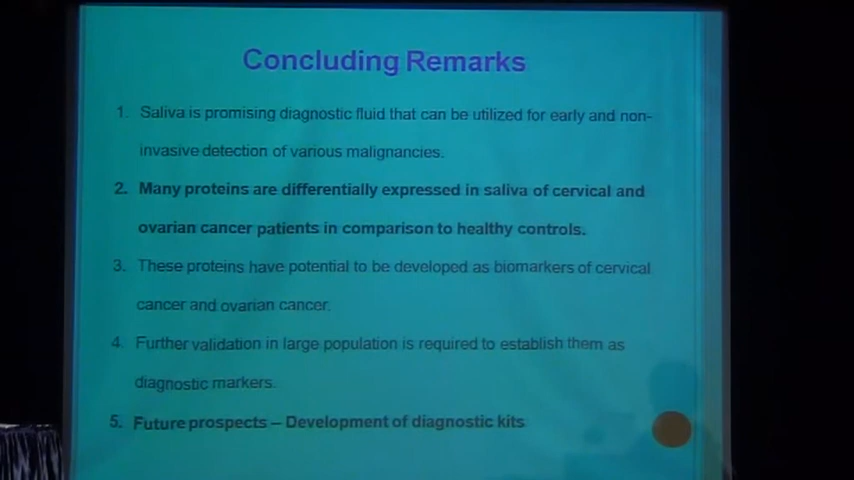 Concluding Remarks
1. Saliva is promising diagnostic fluid that can be utilized for early and non-
invasive detection of various malignancies.
2. Many proteins are differentially expressed in saliva of cervical and
ovarian cancer patients in comparison to healthy controls.
3. These proteins have potential to be developed as biomarkers of cervical
cancer and ovarian cancer.
4. Further validation in large population is required to establish them as
diagnostic markers.
5. Future prospects – Development of diagnostic kits